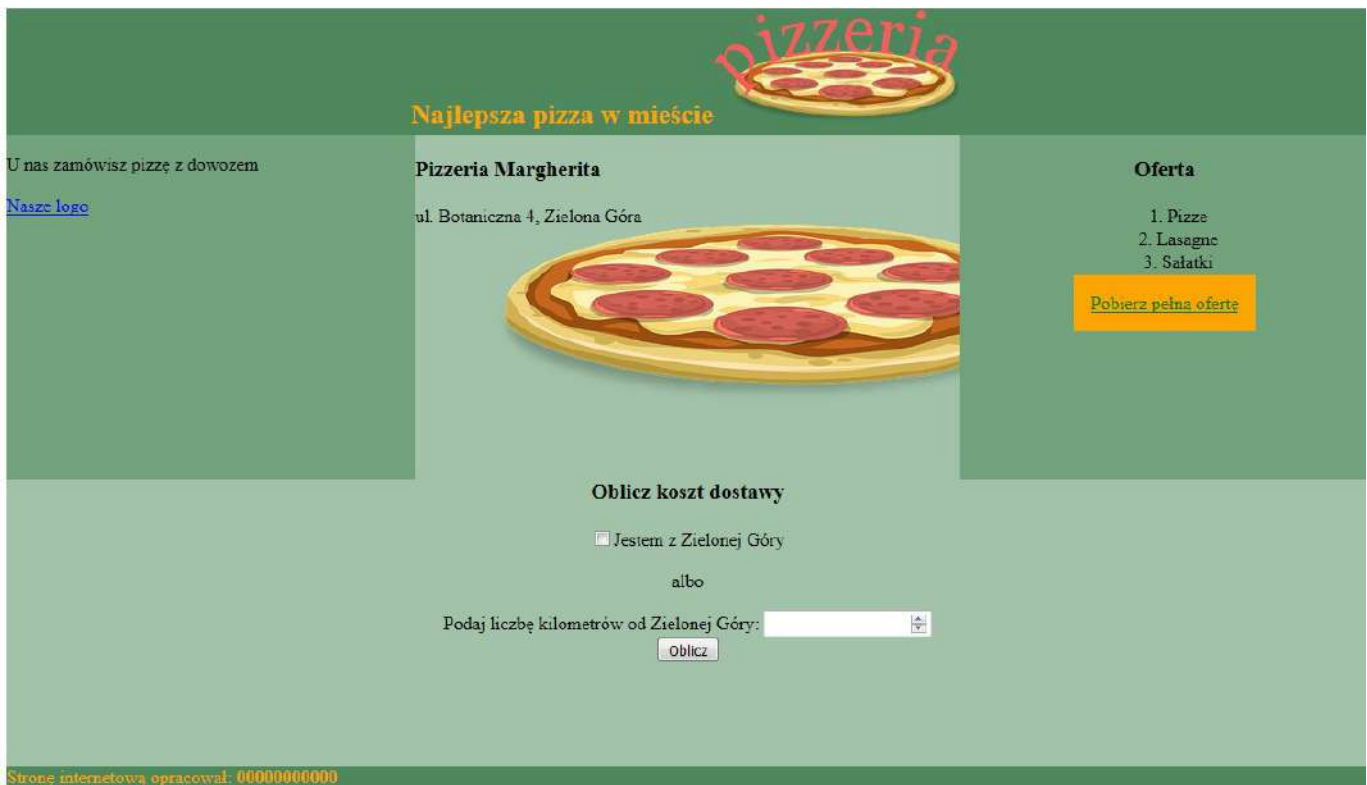 pizzeria
Najlepsza pizza w mieście
U nas zamówisz pizzę z dowozem
Nasze logo
Pizzeria Margherita
ul. Botaniczna 4, Zielona Góra
Oferta
1. Pizze
2. Lasagne
3. Sałatki
Pobierz pełną ofertę
Oblicz koszt dostawy
Jestem z Zielonej Góry
albo
Podaj liczbę kilometrów od Zielonej Góry:
Oblicz
Stronę internetową opracował: 00000000000